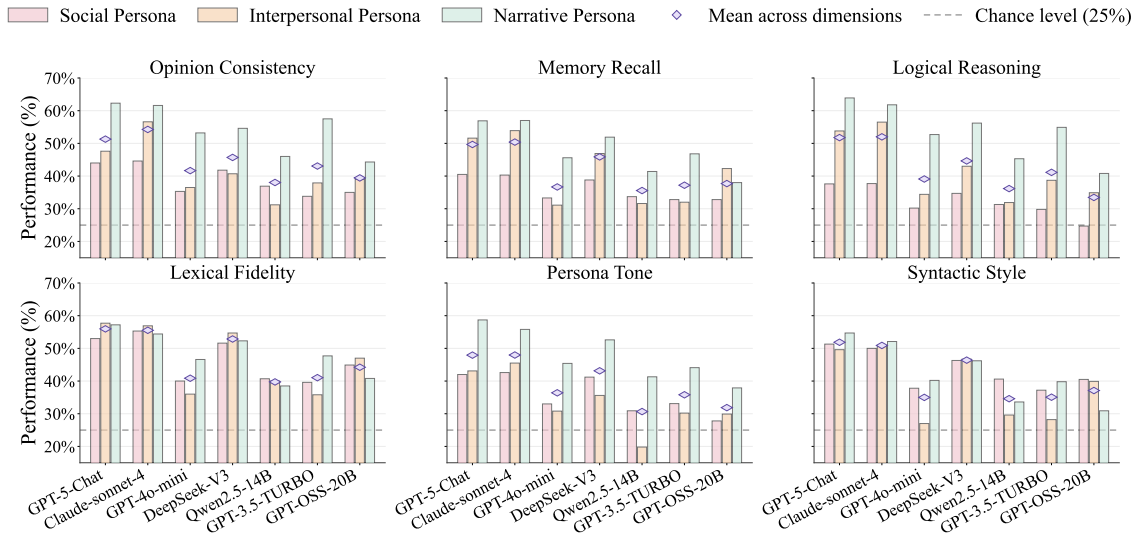 Social Persona Interpersonal Persona Narrative Persona Mean across dimensions Chance level (25%)
Opinion Consistency Memory Recall Logical Reasoning
Performance (%)
70%
60%
50%
40%
30%
20%
Lexical Fidelity Persona Tone Syntactic Style
Performance (%)
70%
60%
50%
40%
30%
20%
GPT-5-Chat
Claude-sonnet-4
GPT-4o-mini
DeepSeek-V3
Qwen2.5-14B
GPT-3.5-TURBO
GPT-OSS-20B
GPT-5-Chat
Claude-sonnet-4
GPT-4o-mini
DeepSeek-V3
Qwen2.5-14B
GPT-3.5-TURBO
GPT-OSS-20B
GPT-5-Chat
Claude-sonnet-4
GPT-4o-mini
DeepSeek-V3
Qwen2.5-14B
GPT-3.5-TURBO
GPT-OSS-20B